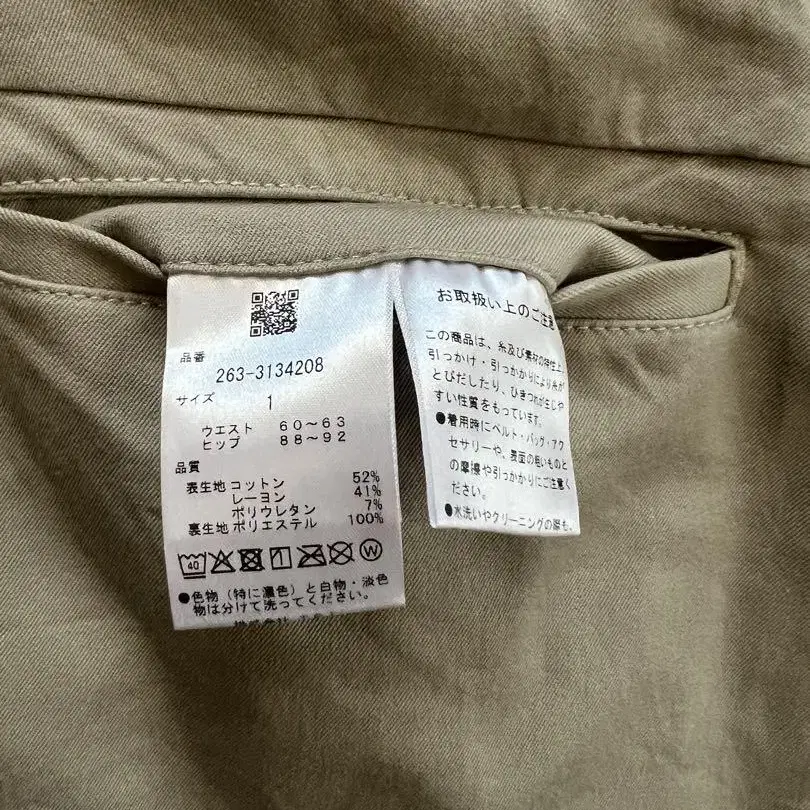 品番
263-3134208
サイズ 1
ウエスト 60～63
ヒップ 88～92
品質
表生地 コットン 52%
レーヨン 41%
ポリウレタン 7%
裏生地 ポリエステル 100%
40
W
●色物（特に濃色）と白物・淡色
物は分けて洗ってください。
株式会社
お取扱い上のご注意
この商品は、糸及び素材の特性上
引っかけ・引っかかりにより糸が
とびだしたり、ひきつれが生じや
すい性質をもっています。
●着用時にベルト・バッグ・アク
セサリーや、表面の粗いものと
の摩擦や引っかかりにご注意く
ださい。
●水洗いやクリーニングの際も、